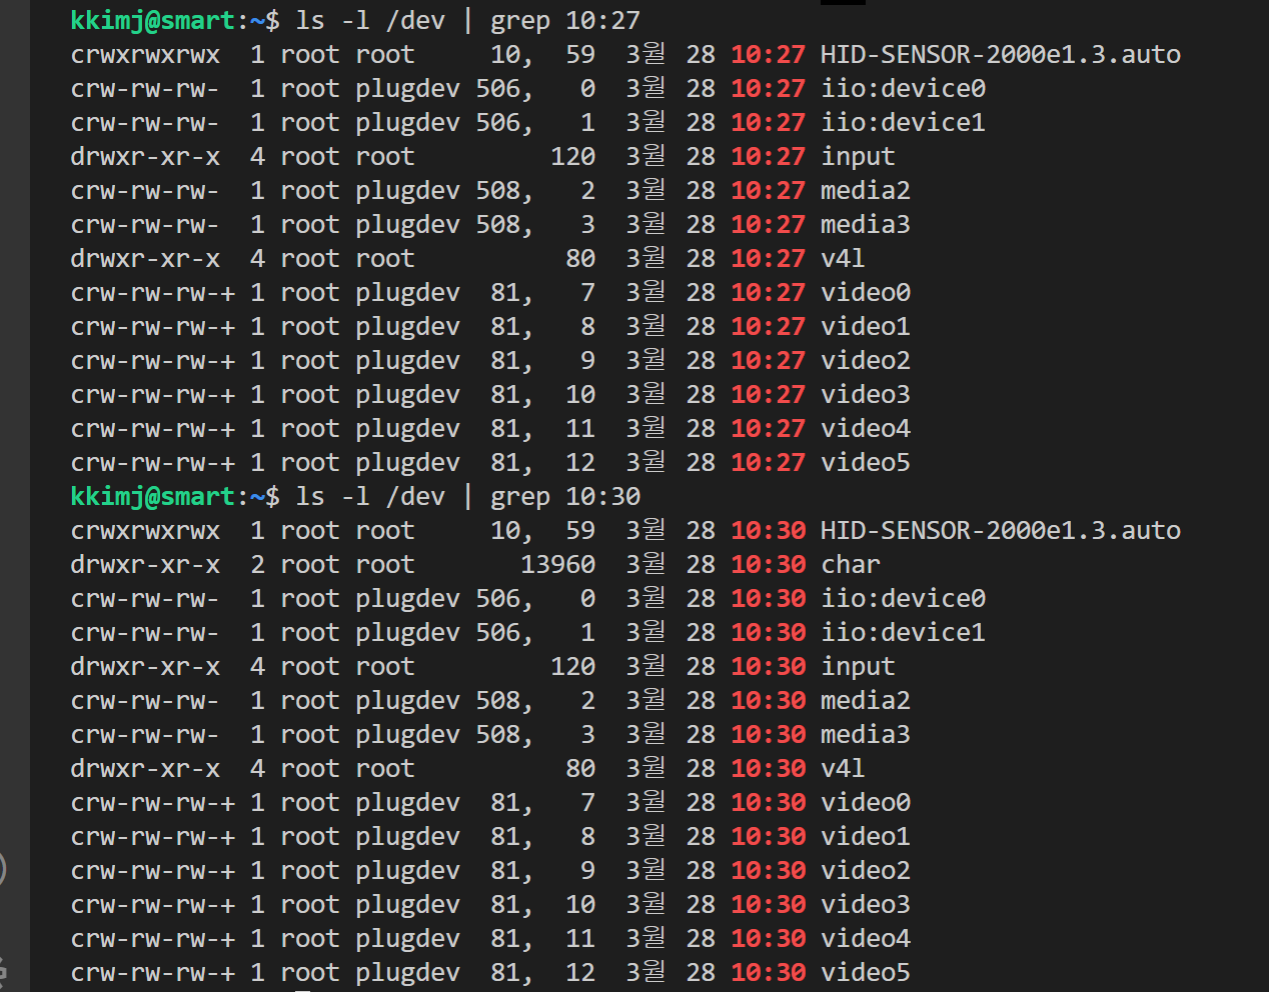 kkimj@smart:~$ ls -l /dev | grep 10:27
crwxrwxrwx  1 root root     10,  59  3월 28 10:27 HID-SENSOR-2000e1.3.auto
crw-rw-rw-  1 root plugdev 506,   0  3월 28 10:27 iio:device0
crw-rw-rw-  1 root plugdev 506,   1  3월 28 10:27 iio:device1
drwxr-xr-x  4 root root         120  3월 28 10:27 input
crw-rw-rw-  1 root plugdev 508,   2  3월 28 10:27 media2
crw-rw-rw-  1 root plugdev 508,   3  3월 28 10:27 media3
drwxr-xr-x  4 root root          80  3월 28 10:27 v4l
crw-rw-rw-+ 1 root plugdev  81,   7  3월 28 10:27 video0
crw-rw-rw-+ 1 root plugdev  81,   8  3월 28 10:27 video1
crw-rw-rw-+ 1 root plugdev  81,   9  3월 28 10:27 video2
crw-rw-rw-+ 1 root plugdev  81,  10  3월 28 10:27 video3
crw-rw-rw-+ 1 root plugdev  81,  11  3월 28 10:27 video4
crw-rw-rw-+ 1 root plugdev  81,  12  3월 28 10:27 video5
kkimj@smart:~$ ls -l /dev | grep 10:30
crwxrwxrwx  1 root root     10,  59  3월 28 10:30 HID-SENSOR-2000e1.3.auto
drwxr-xr-x  2 root root       13960  3월 28 10:30 char
crw-rw-rw-  1 root plugdev 506,   0  3월 28 10:30 iio:device0
crw-rw-rw-  1 root plugdev 506,   1  3월 28 10:30 iio:device1
drwxr-xr-x  4 root root         120  3월 28 10:30 input
crw-rw-rw-  1 root plugdev 508,   2  3월 28 10:30 media2
crw-rw-rw-  1 root plugdev 508,   3  3월 28 10:30 media3
drwxr-xr-x  4 root root          80  3월 28 10:30 v4l
crw-rw-rw-+ 1 root plugdev  81,   7  3월 28 10:30 video0
crw-rw-rw-+ 1 root plugdev  81,   8  3월 28 10:30 video1
crw-rw-rw-+ 1 root plugdev  81,   9  3월 28 10:30 video2
crw-rw-rw-+ 1 root plugdev  81,  10  3월 28 10:30 video3
crw-rw-rw-+ 1 root plugdev  81,  11  3월 28 10:30 video4
crw-rw-rw-+ 1 root plugdev  81,  12  3월 28 10:30 video5